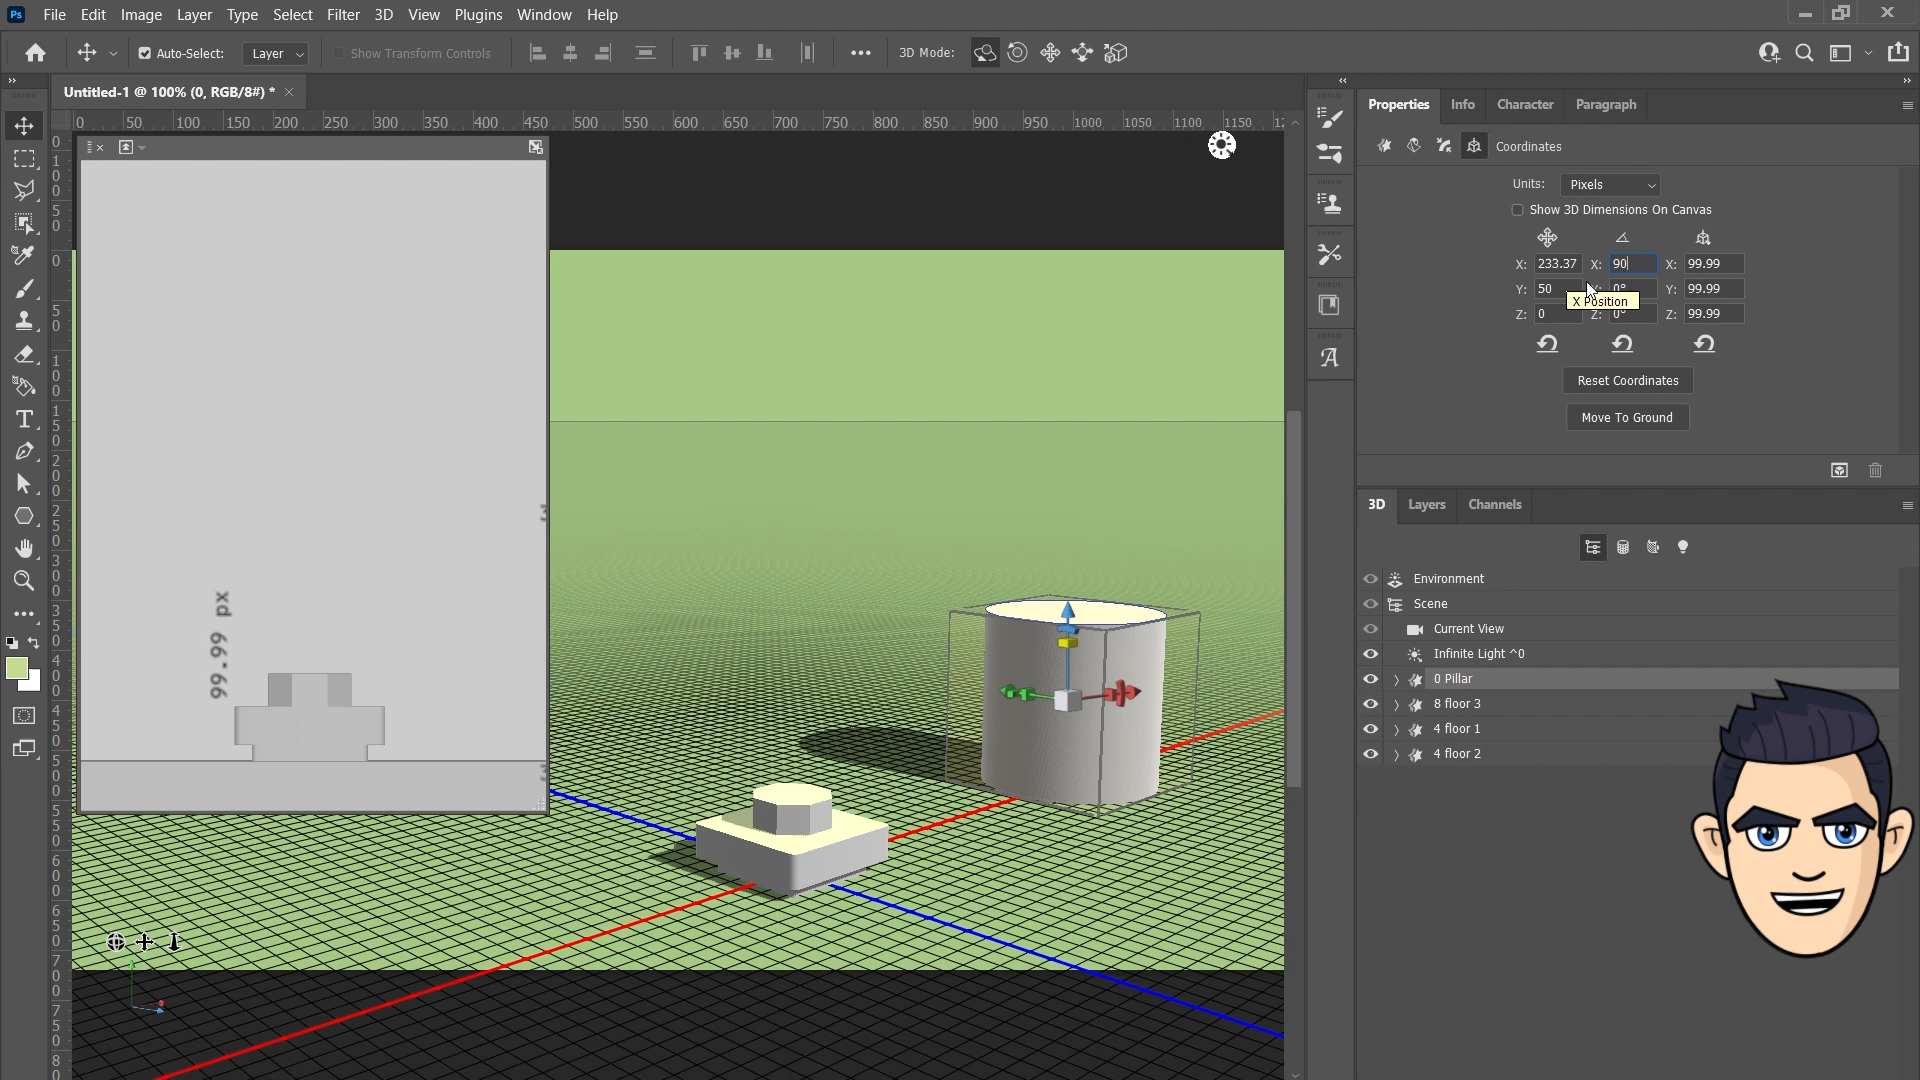 Ps File Edit Image Layer Type Select Filter 3D View Plugins Window Help
Auto-Select: Layer Show Transform Controls 3D Mode:
Untitled-1 @ 100% (0, RGB/8#) *
0 50 100 150 200 250 300 350 400 450 500 550 600 650 700 750 800 850 900 950 1000 1050 1100 1150
99.99 px
Properties Info Character Paragraph
Coordinates
Units: Pixels
Show 3D Dimensions On Canvas
X: 233.37 X: 90 X: 99.99
Y: 50 Y: 0° Y: 99.99
X Position
Z: 0 Z: 0° Z: 99.99
Reset Coordinates
Move To Ground
3D Layers Channels
Environment
Scene
Current View
Infinite Light ^0
0 Pillar
8 floor 3
4 floor 1
4 floor 2